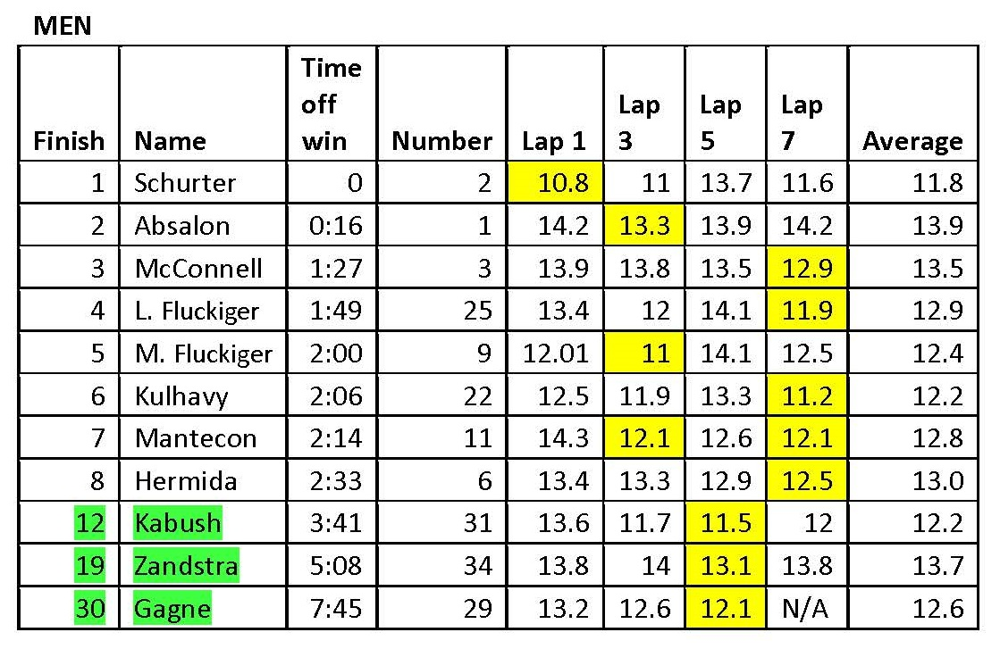 MEN
Finish Name Time off win Number Lap 1 Lap 3 Lap 5 Lap 7 Average
1 Schurter 0 2 10.8 11 13.7 11.6 11.8
2 Absalon 0:16 1 14.2 13.3 13.9 14.2 13.9
3 McConnell 1:27 3 13.9 13.8 13.5 12.9 13.5
4 L. Fluckiger 1:49 25 13.4 12 14.1 11.9 12.9
5 M. Fluckiger 2:00 9 12.01 11 14.1 12.5 12.4
6 Kulhavy 2:06 22 12.5 11.9 13.3 11.2 12.2
7 Mantecon 2:14 11 14.3 12.1 12.6 12.1 12.8
8 Hermida 2:33 6 13.4 13.3 12.9 12.5 13.0
12 Kabush 3:41 31 13.6 11.7 11.5 12 12.2
19 Zandstra 5:08 34 13.8 14 13.1 13.8 13.7
30 Gagne 7:45 29 13.2 12.6 12.1 N/A 12.6